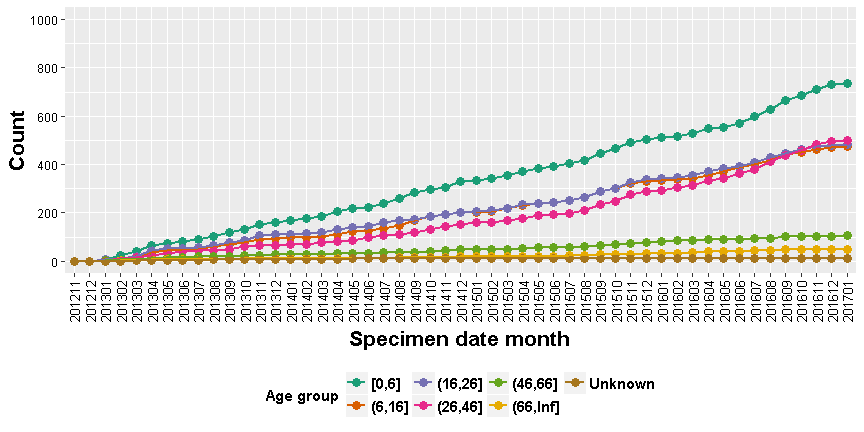 Count
1000
800
600
400
200
0
201211 201212 201301 201302 201303 201304 201305 201306 201307 201308 201309 201310 201311 201312 201401 201402 201403 201404 201405 201406 201407 201408 201409 201410 201411 201412 201501 201502 201503 201504 201505 201506 201507 201508 201509 201510 201511 201512 201601 201602 201603 201604 201605 201606 201607 201608 201609 201610 201611 201612 201701
Specimen date month
Age group
[0,6] (16,26] (46,66] Unknown
(6,16] (26,46] (66,Inf]